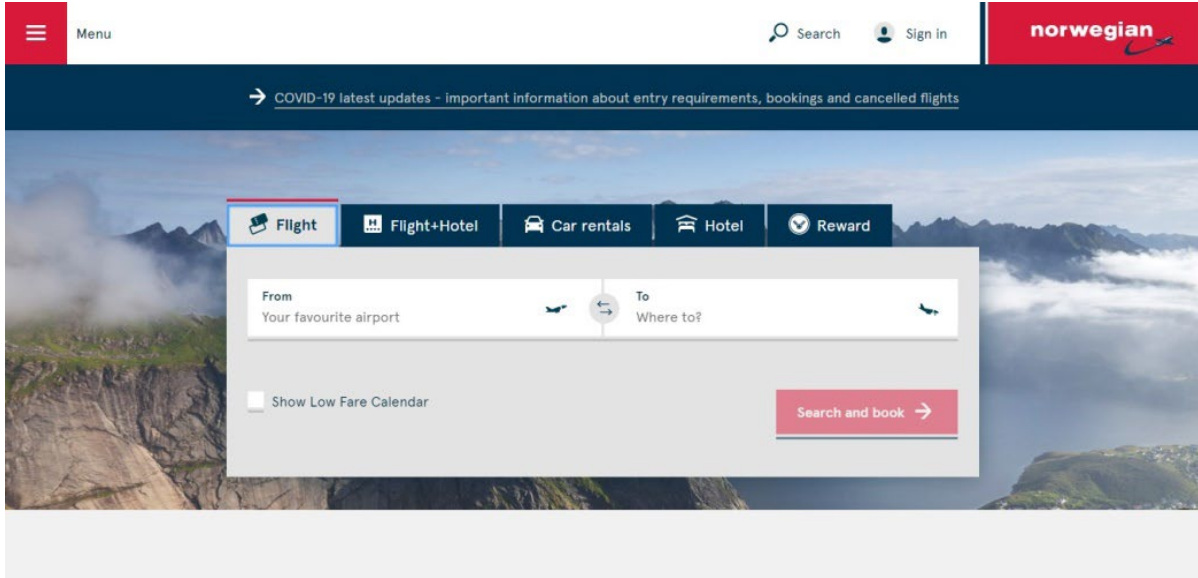 Menu
Search
Sign in
norwegian
COVID-19 latest updates - important information about entry requirements, bookings and cancelled flights
Flight
Flight+Hotel
Car rentals
Hotel
Reward
From
Your favourite airport
To
Where to?
Show Low Fare Calendar
Search and book